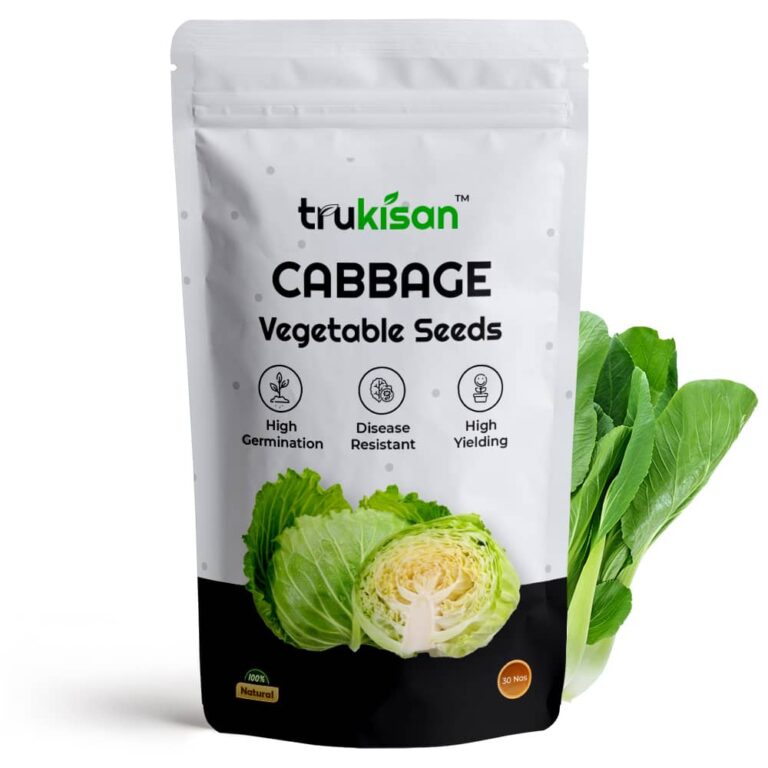 trukisan™
CABBAGE
Vegetable Seeds
High
Germination
Disease
Resistant
High
Yielding
100%
Natural
30 Nos